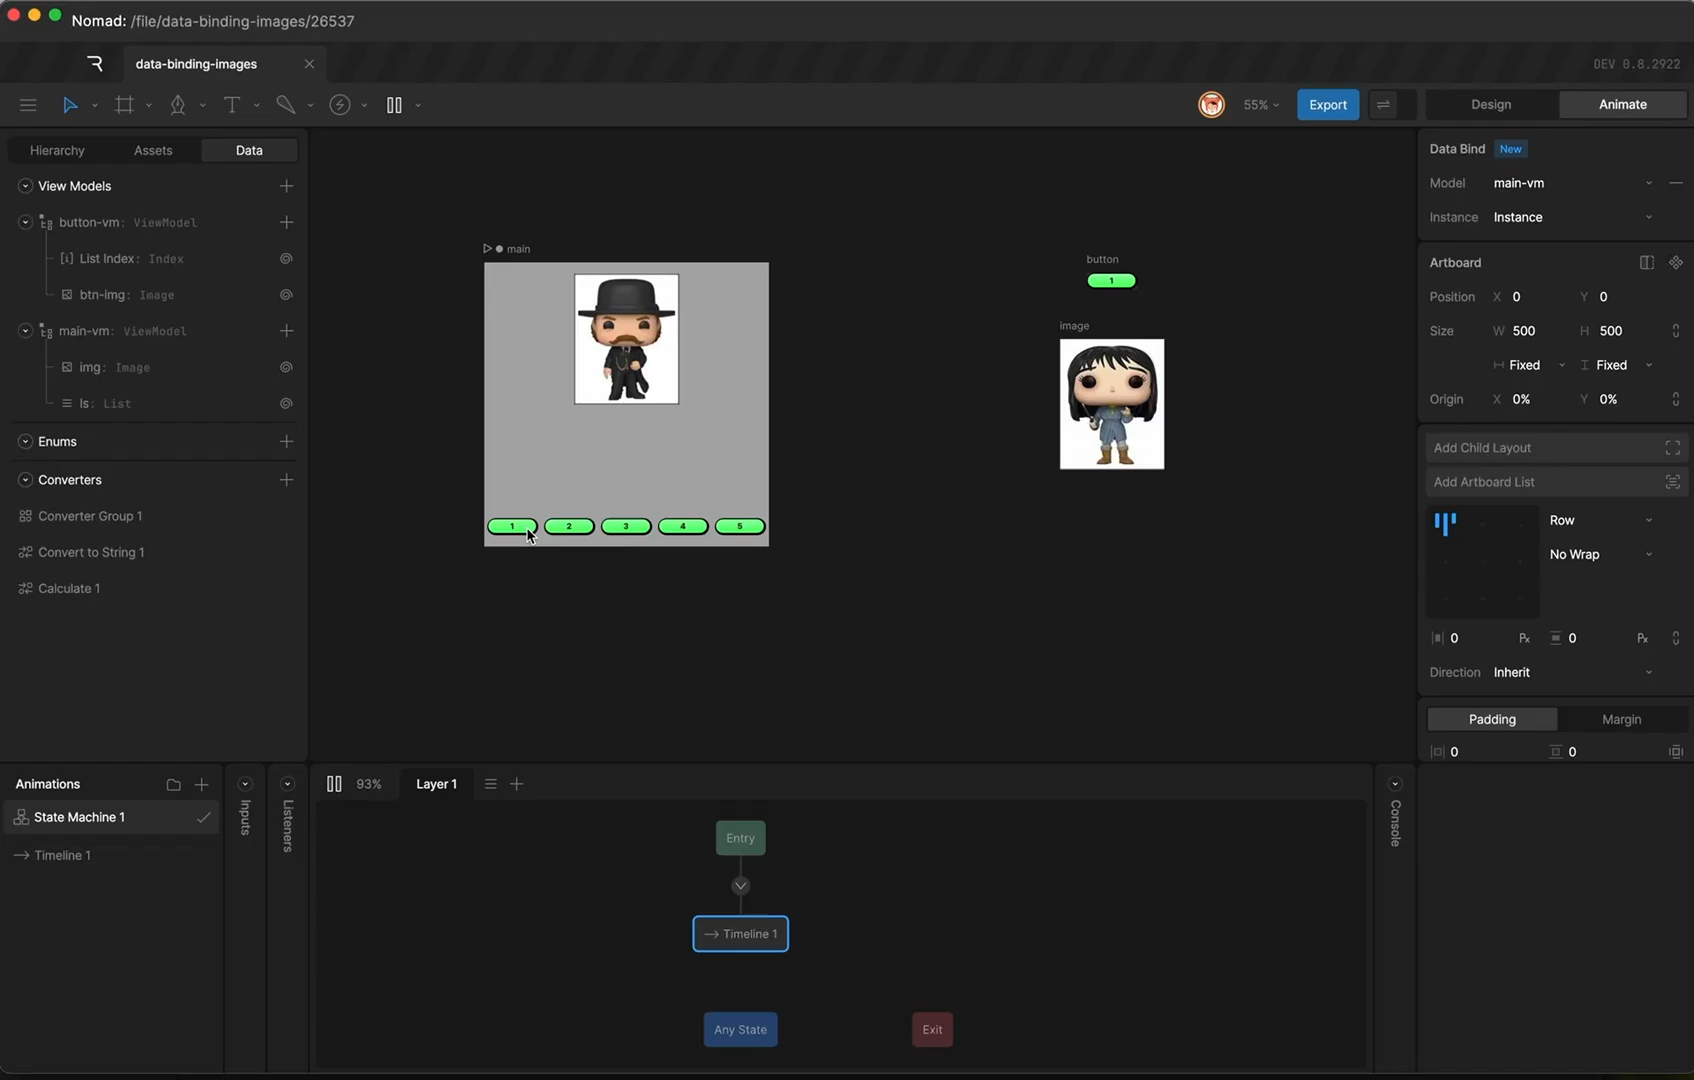 Nomad: /file/data-binding-images/26537
data-binding-images
DEV 0.8.2922
55%
Export
Design
Animate
Hierarchy
Assets
Data
View Models
button-vm: ViewModel
List Index: Index
btn-img: Image
main-vm: ViewModel
img: Image
ls: List
Enums
Converters
Converter Group 1
Convert to String 1
Calculate 1
main
1
2
3
4
5
button
1
image
Data Bind New
Model main-vm
Instance Instance
Artboard
Position X 0 Y 0
Size W 500 H 500
Fixed Fixed
Origin X 0% Y 0%
Add Child Layout
Add Artboard List
Row
No Wrap
0 Px 0 Px
Direction Inherit
Padding Margin
0 0
Animations
State Machine 1
Timeline 1
Inputs
Listeners
93%
Layer 1
Entry
Timeline 1
Any State
Exit
Console